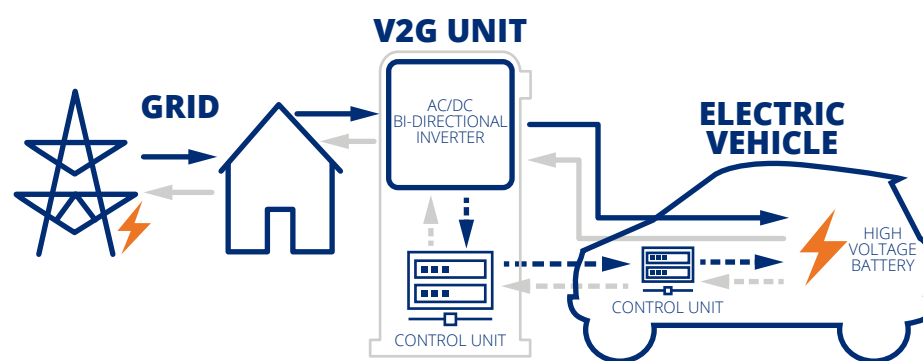 V2G UNIT
GRID
AC/DC
BI-DIRECTIONAL
INVERTER
ELECTRIC
VEHICLE
HIGH
VOLTAGE
BATTERY
CONTROL UNIT
CONTROL UNIT